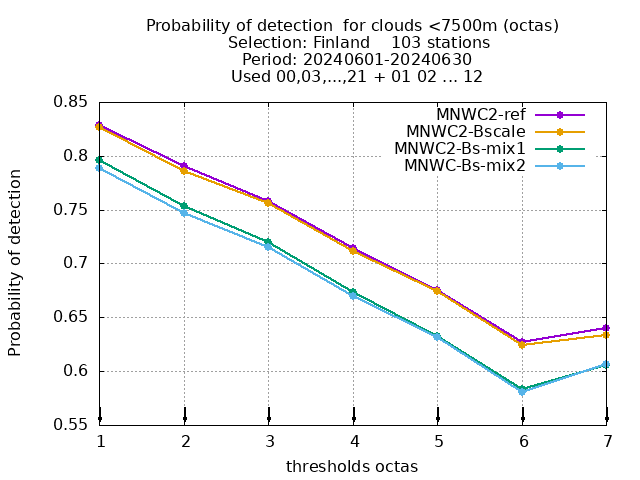 Probability of detection  for clouds <7500m (octas)
Selection: Finland    103 stations
Period: 20240601-20240630
Used 00,03,...,21 + 01 02 ... 12
MNWC2-ref
MNWC2-Bscale
MNWC2-Bs-mix1
MNWC-Bs-mix2
Probability of detection
0.85
0.8
0.75
0.7
0.65
0.6
0.55
1 2 3 4 5 6 7
thresholds octas